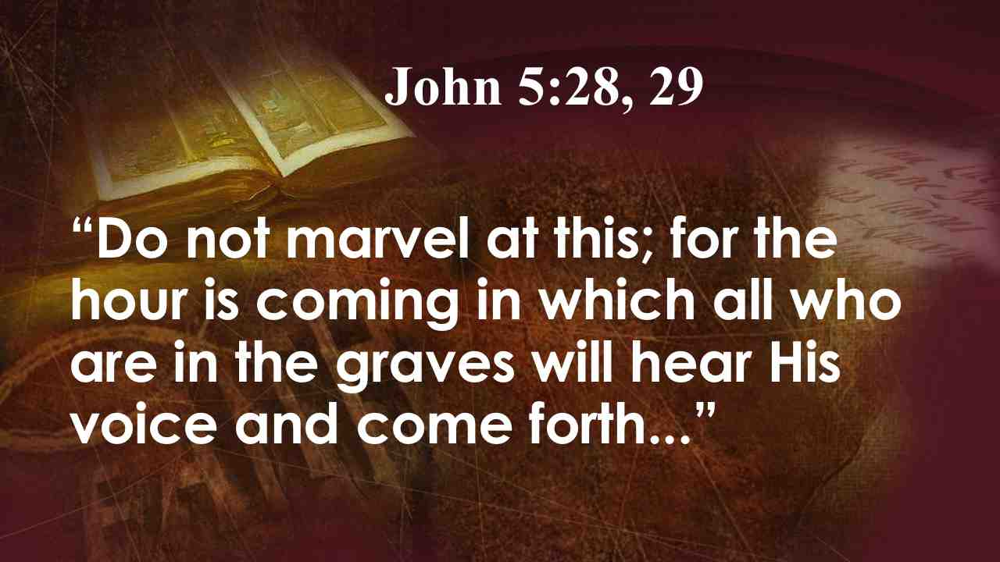 John 5:28, 29
“Do not marvel at this; for the
hour is coming in which all who
are in the graves will hear His
voice and come forth...”